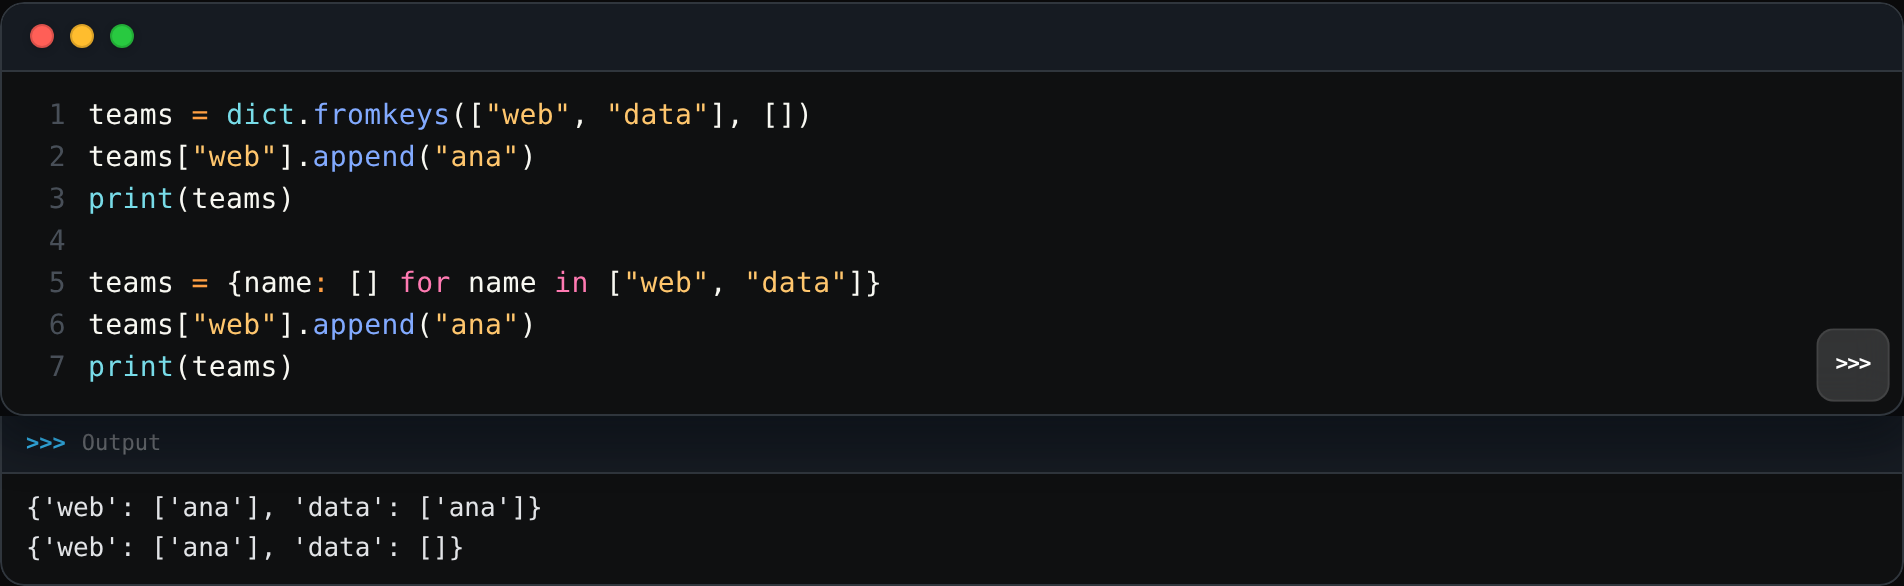 1 teams = dict.fromkeys(["web", "data"], [])
2 teams["web"].append("ana")
3 print(teams)
4
5 teams = {name: [] for name in ["web", "data"]}
6 teams["web"].append("ana")
7 print(teams)
>>>
>>> Output
{'web': ['ana'], 'data': ['ana']}
{'web': ['ana'], 'data': []}